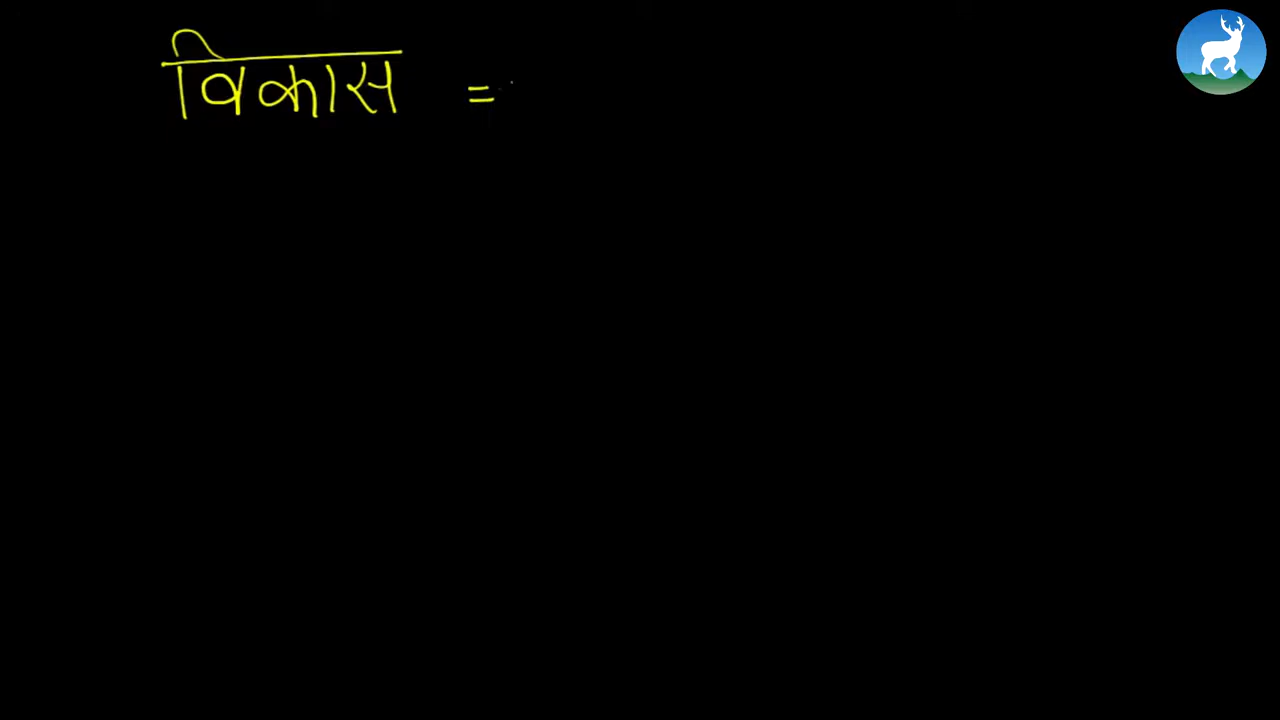 विकास =